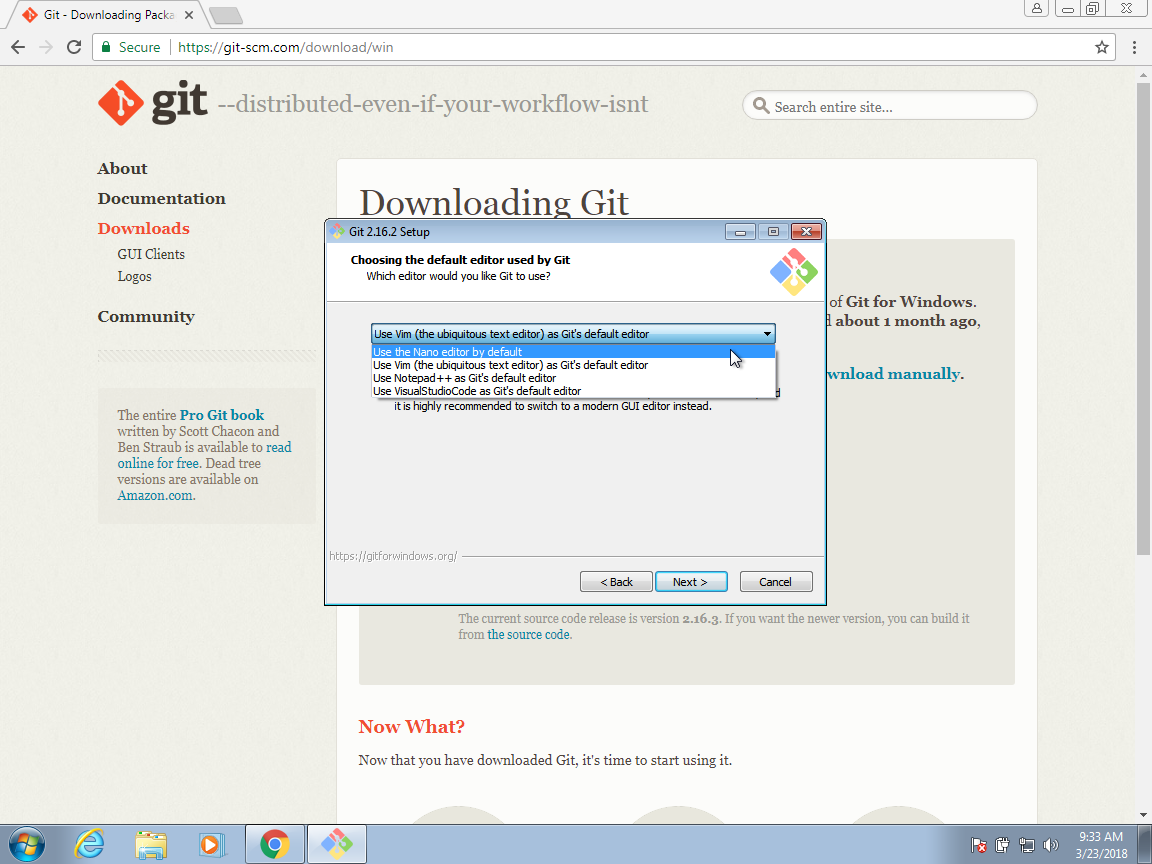 Git - Downloading Packa
Secure
https://git-scm.com/download/win
git
--distributed-even-if-your-workflow-isnt
Search entire site...
About
Documentation
Downloads
GUI Clients
Logos
Community
The entire Pro Git book
written by Scott Chacon and
Ben Straub is available to read
online for free. Dead tree
versions are available on
Amazon.com.
Downloading Git
of Git for Windows.
d about 1 month ago,
wnload manually.
Git 2.16.2 Setup
Choosing the default editor used by Git
Which editor would you like Git to use?
Use Vim (the ubiquitous text editor) as Git's default editor
Use the Nano editor by default
Use Vim (the ubiquitous text editor) as Git's default editor
Use Notepad++ as Git's default editor
Use VisualStudioCode as Git's default editor
it is highly recommended to switch to a modern GUI editor instead.
https://gitforwindows.org/
< Back
Next >
Cancel
The current source code release is version 2.16.3. If you want the newer version, you can build it
from the source code.
Now What?
Now that you have downloaded Git, it's time to start using it.
9:33 AM
3/23/2018